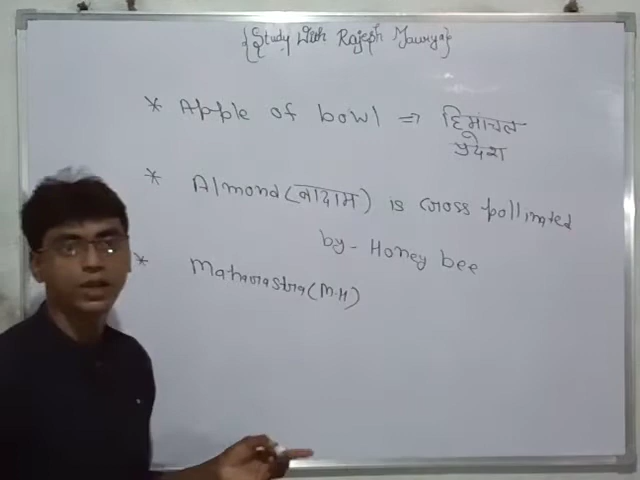 {Study With Rajesh Maurya}
* Apple of bowl ⇒ हिमांचल
प्रदेश
* Almond (बादाम) is cross pollinated
by - Honey bee
* Maharastra (M.H)